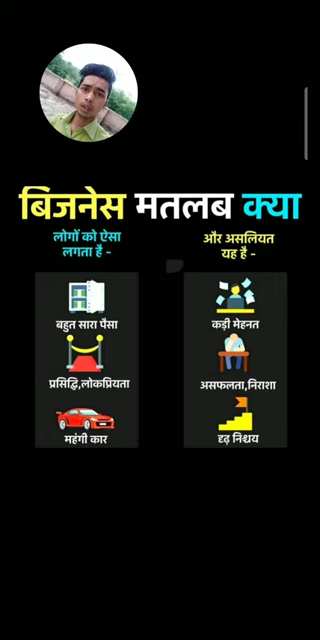 बिजनेस मतलब क्या
लोगों को ऐसा
लगता है -
बहुत सारा पैसा
प्रसिद्धि,लोकप्रियता
महंगी कार
और असलियत
यह है -
कड़ी मेहनत
असफलता,निराशा
दृढ़ निश्चय